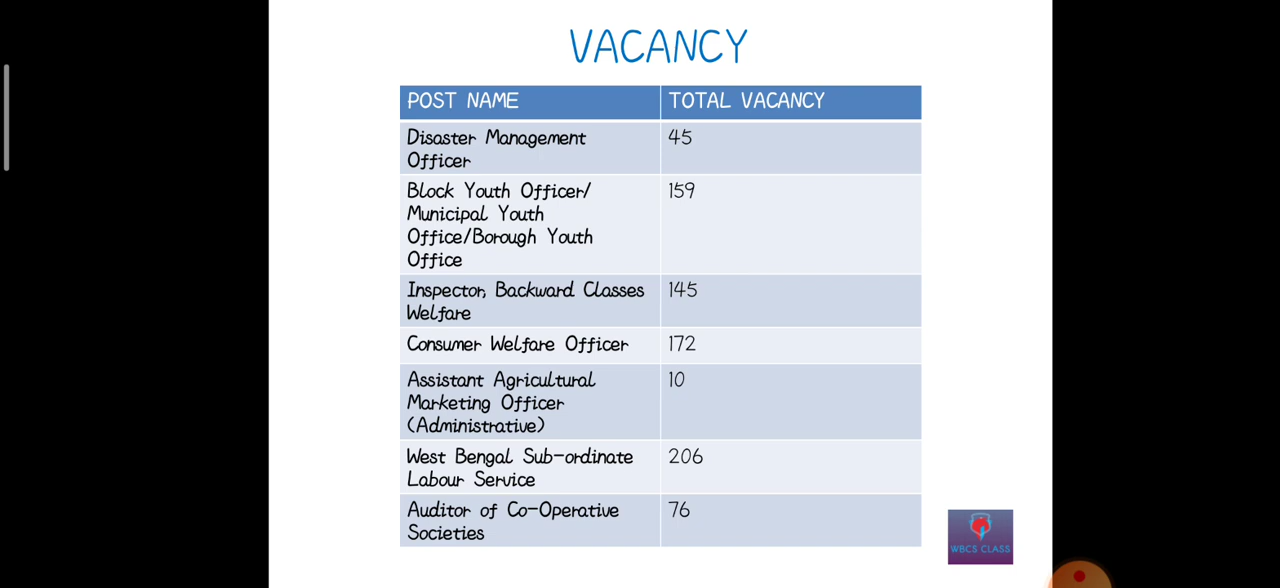 VACANCY
POST NAME TOTAL VACANCY
Disaster Management 45
Officer
Block Youth Officer/ 159
Municipal Youth
Office/Borough Youth
Office
Inspector, Backward Classes 145
Welfare
Consumer Welfare Officer 172
Assistant Agricultural 10
Marketing Officer
(Administrative)
West Bengal Sub-ordinate 206
Labour Service
Auditor of Co-Operative 76
Societies
WBCS CLASS